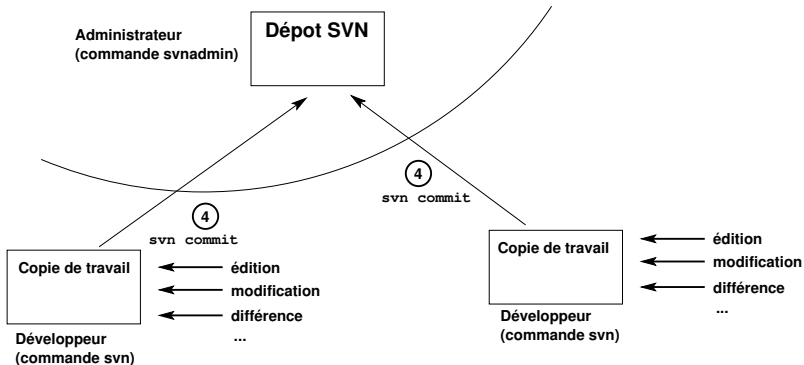 Dépot SVN
Administrateur
(commande svnadmin)
4
svn commit
4
svn commit
Copie de travail
édition
modification
différence
...
Développeur
(commande svn)
Copie de travail
édition
modification
différence
...
Développeur
(commande svn)